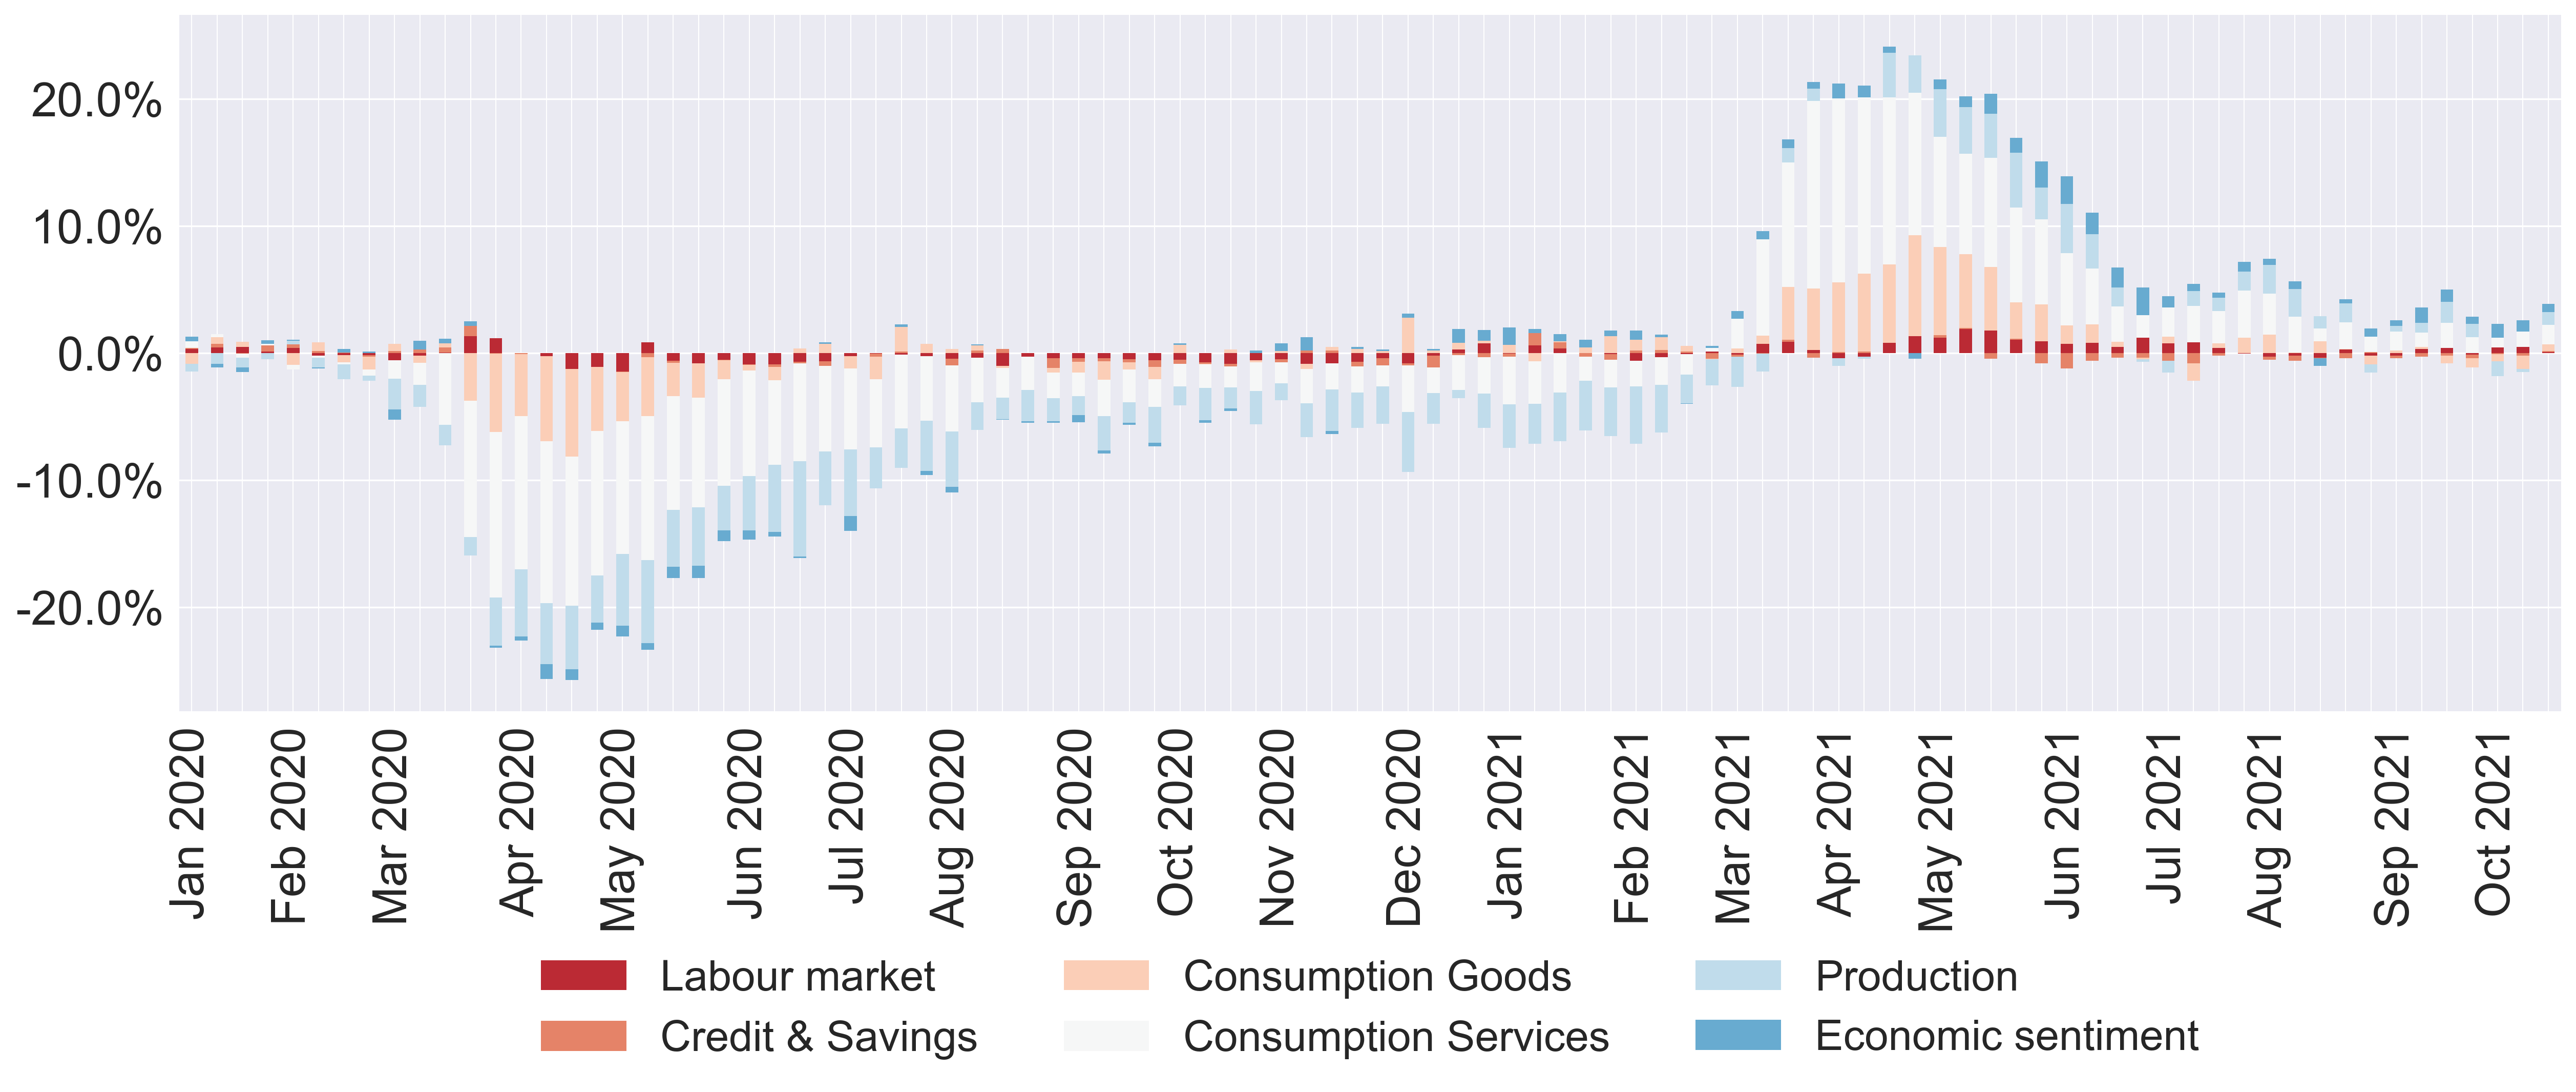 20.0%
10.0%
0.0%
-10.0%
-20.0%
Jan 2020
Feb 2020
Mar 2020
Apr 2020
May 2020
Jun 2020
Jul 2020
Aug 2020
Sep 2020
Oct 2020
Nov 2020
Dec 2020
Jan 2021
Feb 2021
Mar 2021
Apr 2021
May 2021
Jun 2021
Jul 2021
Aug 2021
Sep 2021
Oct 2021
Labour market
Consumption Goods
Production
Credit & Savings
Consumption Services
Economic sentiment